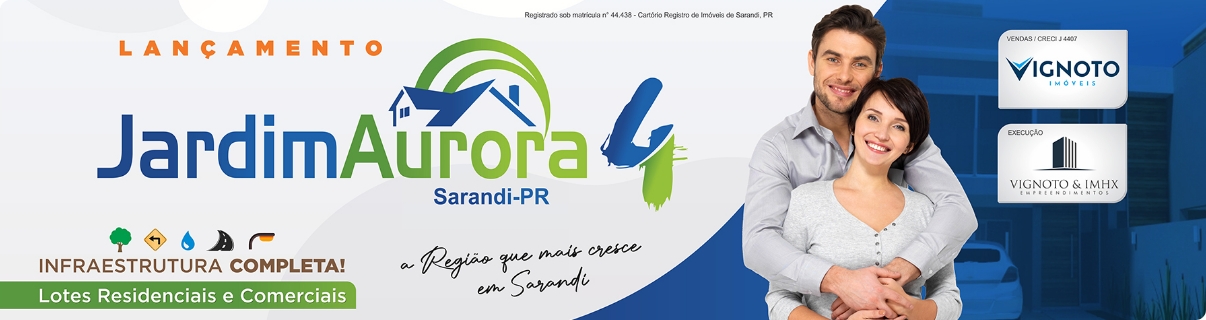 Registrado sob matrícula n° 44.438 - Cartório Registro de Imóveis de Sarandi, PR
LANÇAMENTO
JardimAurora 4
Sarandi-PR
INFRAESTRUTURA COMPLETA!
Lotes Residenciais e Comerciais
a Região que mais cresce
em Sarandi
VENDAS / CRECI J 4407
VIGNOTO
IMÓVEIS
EXECUÇÃO
VIGNOTO & IMHX
EMPREENDIMENTOS